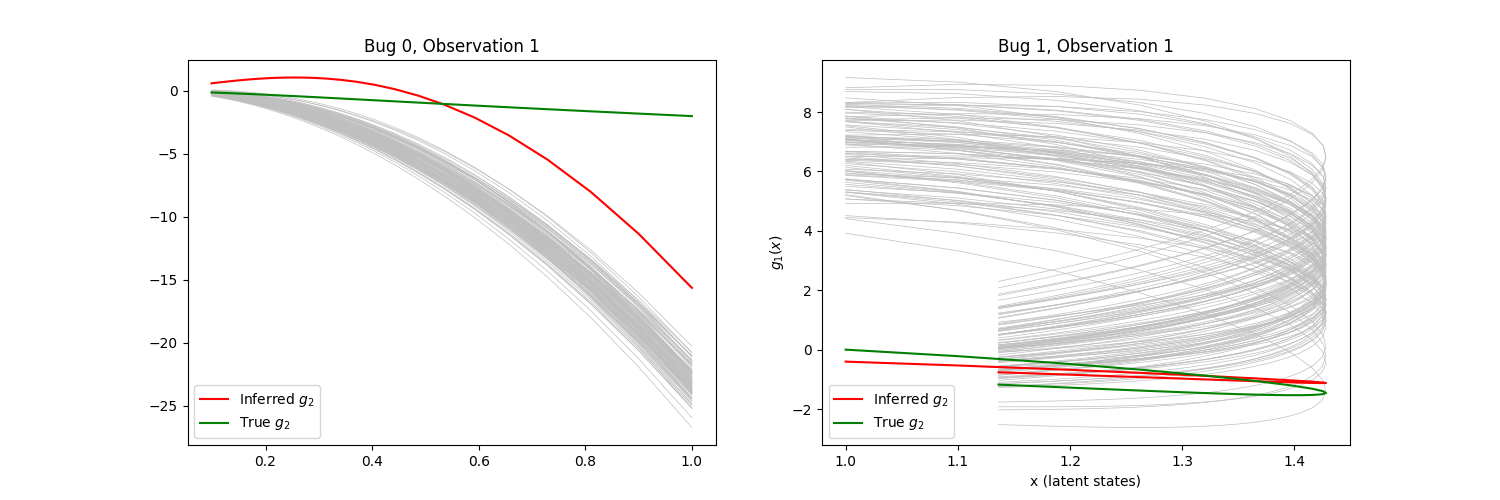 Bug 0, Observation 1
0
−5
−10
−15
−20
−25
0.2 0.4 0.6 0.8 1.0
Inferred g₂
True g₂
Bug 1, Observation 1
g₁(x)
8
6
4
2
0
−2
1.0 1.1 1.2 1.3 1.4
x (latent states)
Inferred g₂
True g₂